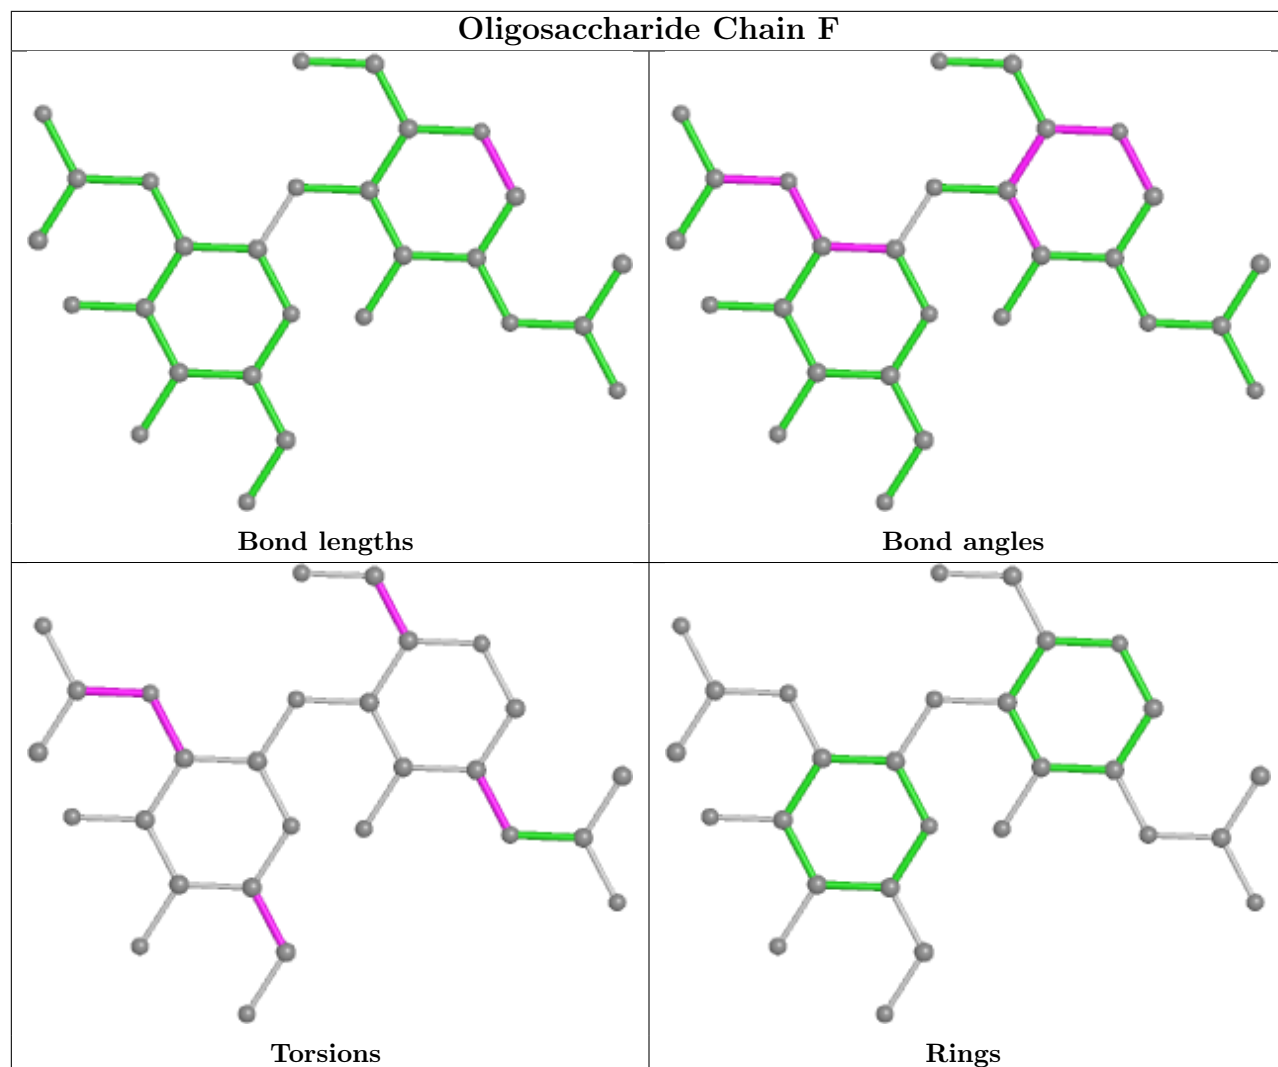 Oligosaccharide Chain F
Bond lengths
Bond angles
Torsions
Rings